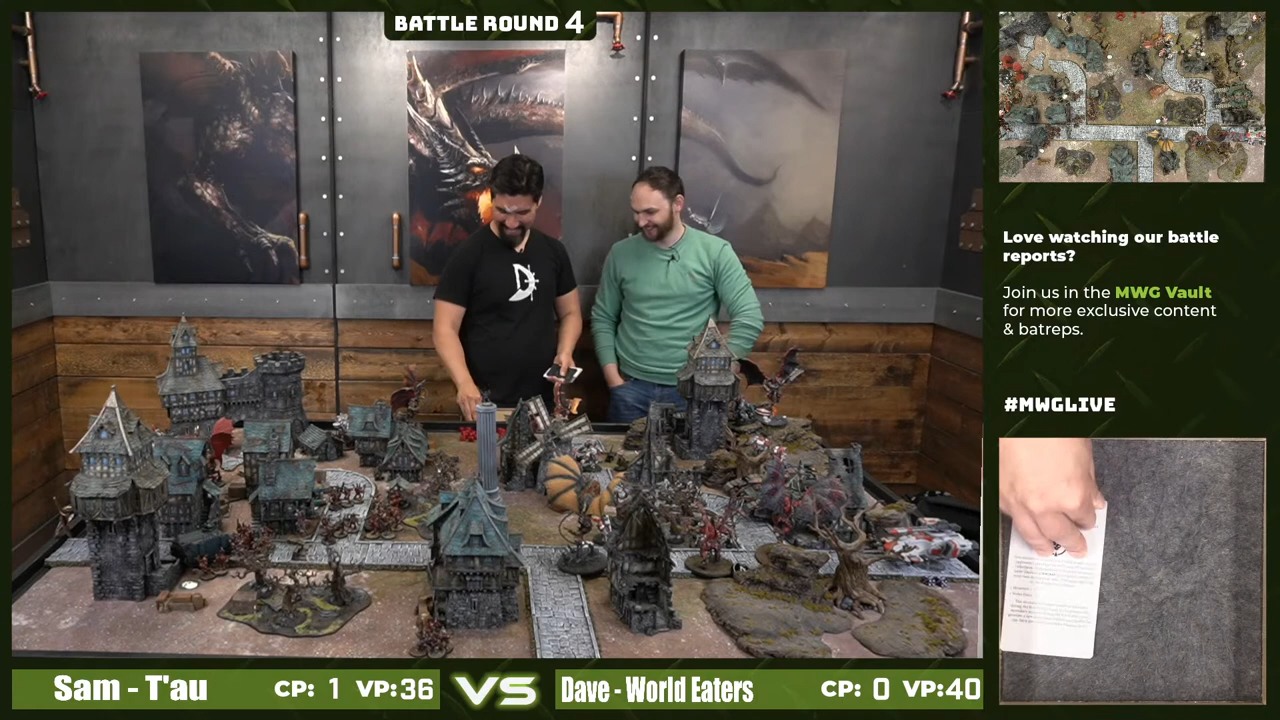 BATTLE ROUND 4
Love watching our battle
reports?
Join us in the MWG Vault
for more exclusive content
& batreps.
#MWGLIVE
Sam - T'au CP: 1 VP:36 VS Dave - World Eaters CP: 0 VP:40